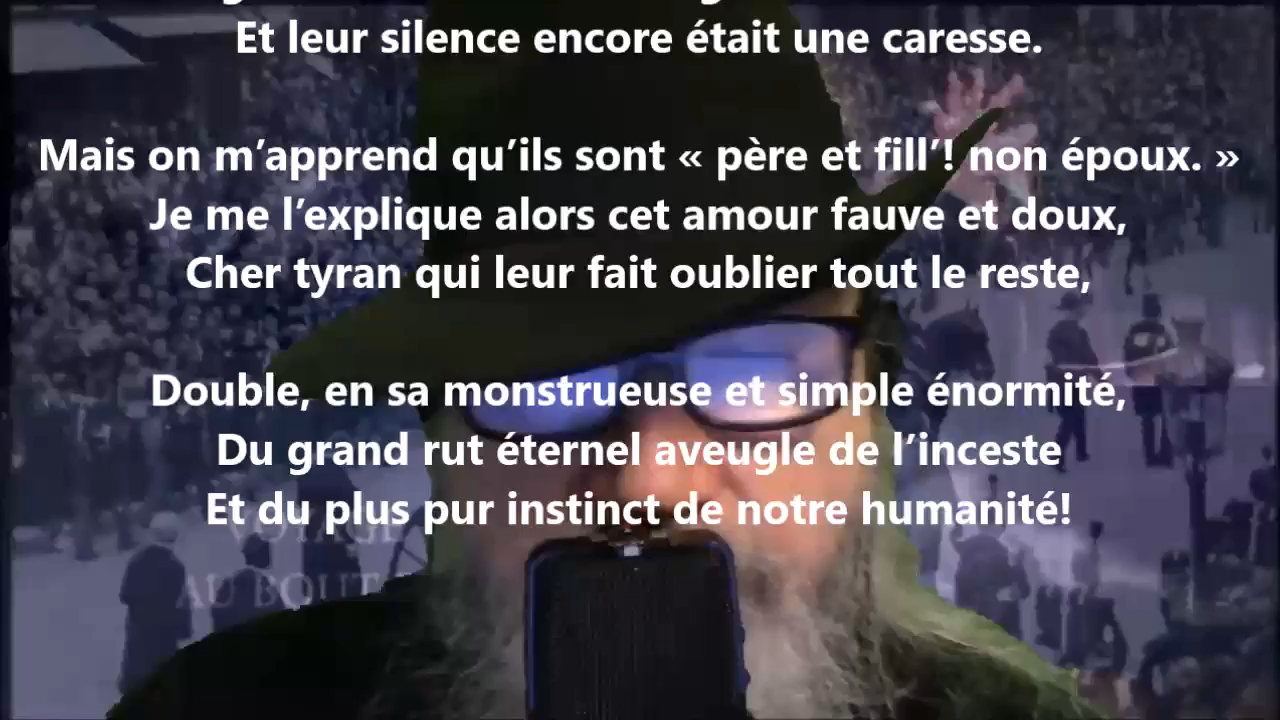 Et leur silence encore était une caresse.
Mais on m’apprend qu’ils sont « père et fill’! non époux. »
Je me l’explique alors cet amour fauve et doux,
Cher tyran qui leur fait oublier tout le reste,
Double, en sa monstrueuse et simple énormité,
Du grand rut éternel aveugle de l’inceste
Et du plus pur instinct de notre humanité!
VOYAGE
AU BOUT